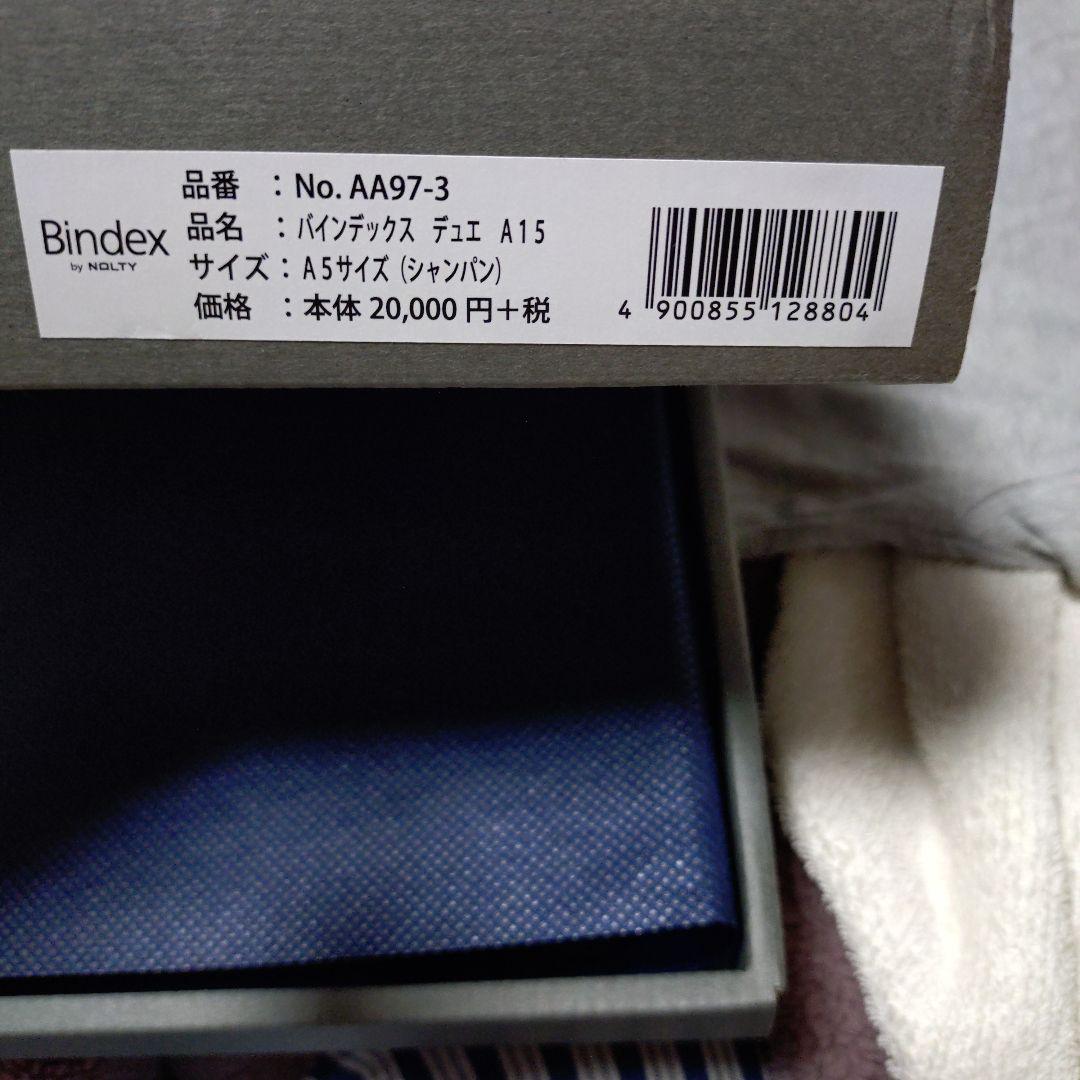 Bindex
by NOLTY
品番 : No. AA97-3
品名 : バインデックス デュエ A15
サイズ : A5サイズ (シャンパン)
価格 : 本体 20,000 円+税
4 900855 128804